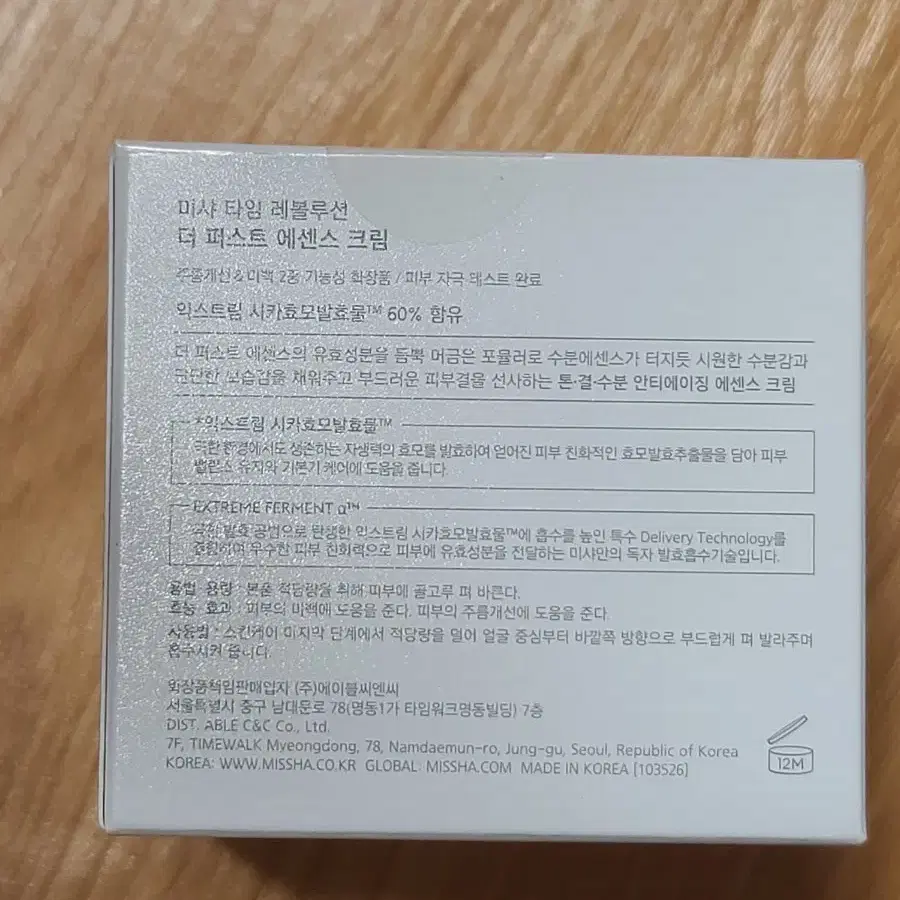 미샤 타임 레볼루션
더 퍼스트 에센스 크림
주름개선&미백 2중 기능성 화장품 / 피부 자극 테스트 완료
익스트림 시카효모발효물™ 60% 함유
더 퍼스트 에센스의 유효성분을 듬뿍 머금은 포뮬러로 수분에센스가 터지듯 시원한 수분감과
단단한 보습감을 채워주고 부드러운 피부결을 선사하는 톤·결·수분 안티에이징 에센스 크림
*익스트림 시카효모발효물™
극한 환경에서도 생존하는 자생력의 효모를 발효하여 얻어진 피부 친화적인 효모발효추출물을 담아 피부
밸런스 유지와 기본기 케어에 도움을 줍니다.
EXTREME FERMENT α™
발효 공법으로 탄생한 익스트림 시카효모발효물™에 흡수를 높인 특수 Delivery Technology를
결합하여 우수한 피부 친화력으로 피부에 유효성분을 전달하는 미샤만의 독자 발효흡수기술입니다.
용법 용량 : 본품 적당량을 취해 피부에 골고루 펴 바른다.
효능 효과 : 피부의 미백에 도움을 준다. 피부의 주름개선에 도움을 준다.
사용법 : 스킨케어 마지막 단계에서 적당량을 덜어 얼굴 중심부터 바깥쪽 방향으로 부드럽게 펴 발라주며
흡수시켜 줍니다.
화장품책임판매업자 (주)에이블씨엔씨
서울특별시 중구 남대문로 78(명동1가 타임워크명동빌딩) 7층
DIST. ABLE C&C Co., Ltd.
7F, TIMEWALK Myeongdong, 78, Namdaemun-ro, Jung-gu, Seoul, Republic of Korea
KOREA: WWW.MISSHA.CO.KR GLOBAL: MISSHA.COM MADE IN KOREA [103526]
12M